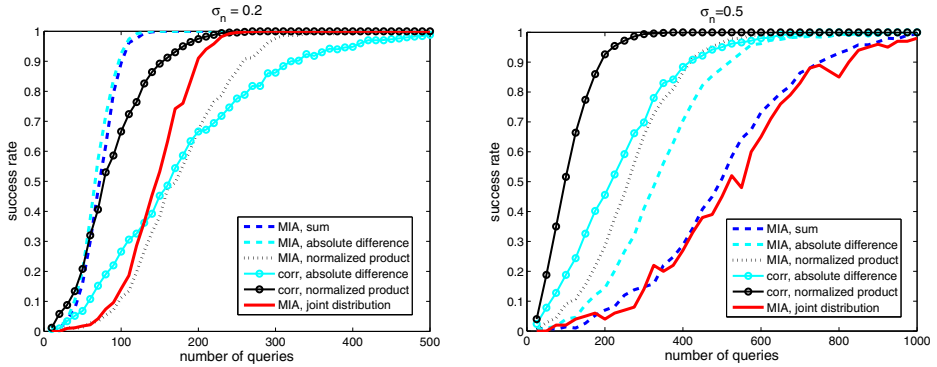 σn = 0.2
1
0.9
0.8
0.7
0.6
0.5
0.4
0.3
0.2
0.1
0
success rate
MIA, sum
MIA, absolute difference
MIA, normalized product
corr, absolute difference
corr, normalized product
MIA, joint distribution
0 100 200 300 400 500
number of queries
σn=0.5
1
0.9
0.8
0.7
0.6
0.5
0.4
0.3
0.2
0.1
0
success rate
MIA, sum
MIA, absolute difference
MIA, normalized product
corr, absolute difference
corr, normalized product
MIA, joint distribution
0 200 400 600 800 1000
number of queries